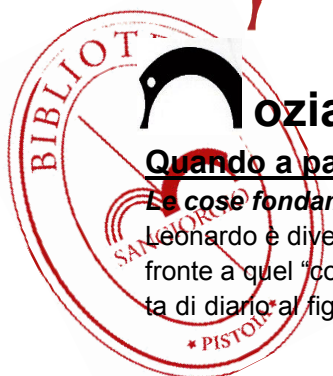 BIBLIOT
SAN GIORGIO
★ PISTOIA ★
ozia
Quando a pa
Le cose fondan
Leonardo è dive
fronte a quel “co
ta di diario al fig